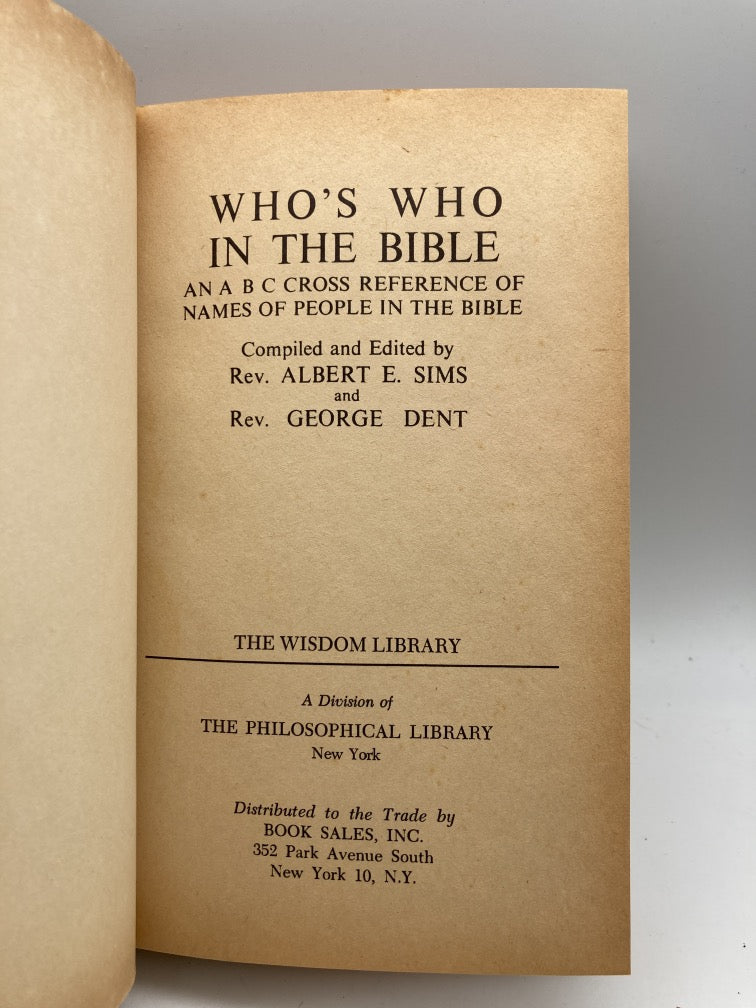 WHO'S WHO
IN THE BIBLE
AN A B C CROSS REFERENCE OF
NAMES OF PEOPLE IN THE BIBLE
Compiled and Edited by
Rev. ALBERT E. SIMS
and
Rev. GEORGE DENT
THE WISDOM LIBRARY
A Division of
THE PHILOSOPHICAL LIBRARY
New York
Distributed to the Trade by
BOOK SALES, INC.
352 Park Avenue South
New York 10, N.Y.